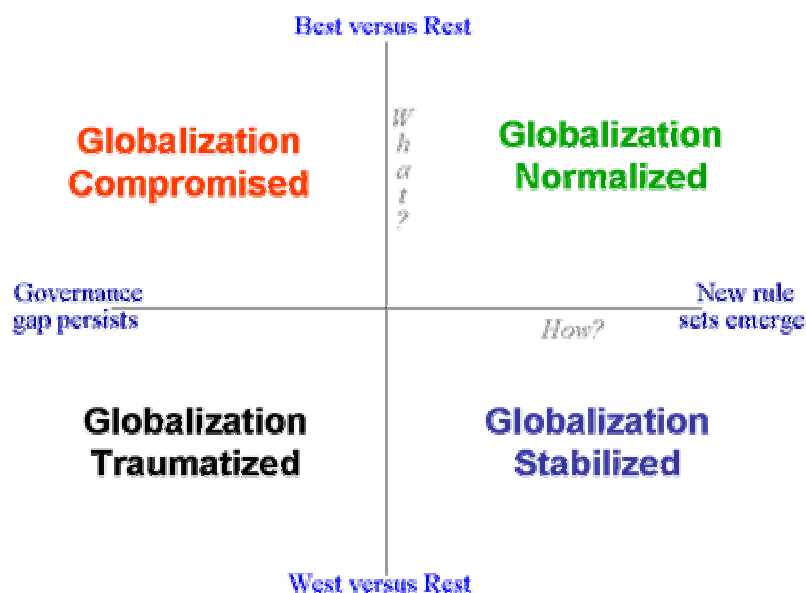 Best versus Rest
Globalization
Compromised
What?
Globalization
Normalized
Governance
gap persists
New rule
sets emerge
How?
Globalization
Traumatized
Globalization
Stabilized
West versus Rest